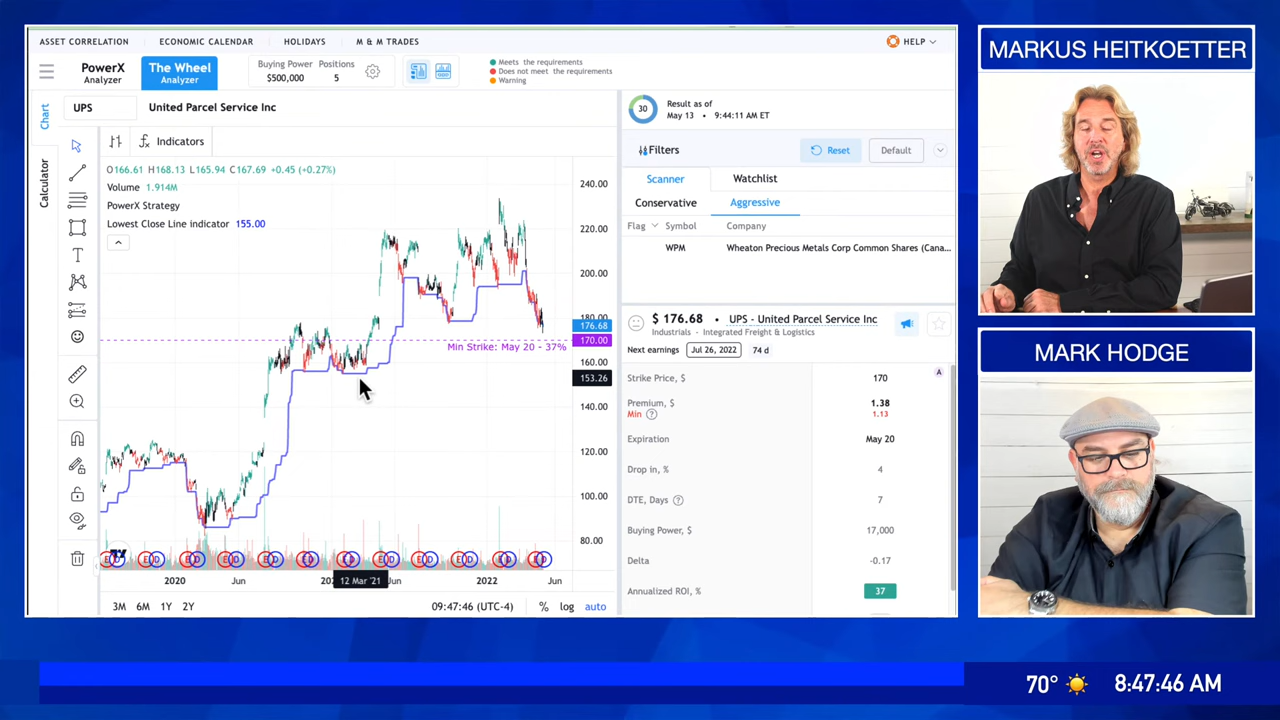 ASSET CORRELATION ECONOMIC CALENDAR HOLIDAYS M & M TRADES HELP
PowerX Analyzer
The Wheel Analyzer
Buying Power $500,000
Positions 5
Meets the requirements
Does not meet the requirements
Warning
Chart
Calculator
UPS United Parcel Service Inc
Indicators
O166.61 H168.13 L165.94 C167.69 +0.45 (+0.27%)
Volume 1.914M
PowerX Strategy
Lowest Close Line indicator 155.00
240.00
220.00
200.00
180.00
176.68
170.00
Min Strike: May 20 - 37%
160.00
153.26
140.00
120.00
100.00
80.00
2020 Jun 12 Mar '21 Jun 2022 Jun
3M 6M 1Y 2Y 09:47:46 (UTC-4) % log auto
30
Result as of
May 13 • 9:44:11 AM ET
Filters Reset Default
Scanner Watchlist
Conservative Aggressive
Flag Symbol Company
WPM Wheaton Precious Metals Corp Common Shares (Cana...
$ 176.68 • UPS - United Parcel Service Inc
Industrials • Integrated Freight & Logistics
Next earnings Jul 26, 2022 74 d
A
Strike Price, $ 170
Premium, $ 1.38
Min ? 1.13
Expiration May 20
Drop in, % 4
DTE, Days ? 7
Buying Power, $ 17,000
Delta -0.17
Annualized ROI, % 37
MARKUS HEITKOETTER
MARK HODGE
70° 8:47:46 AM